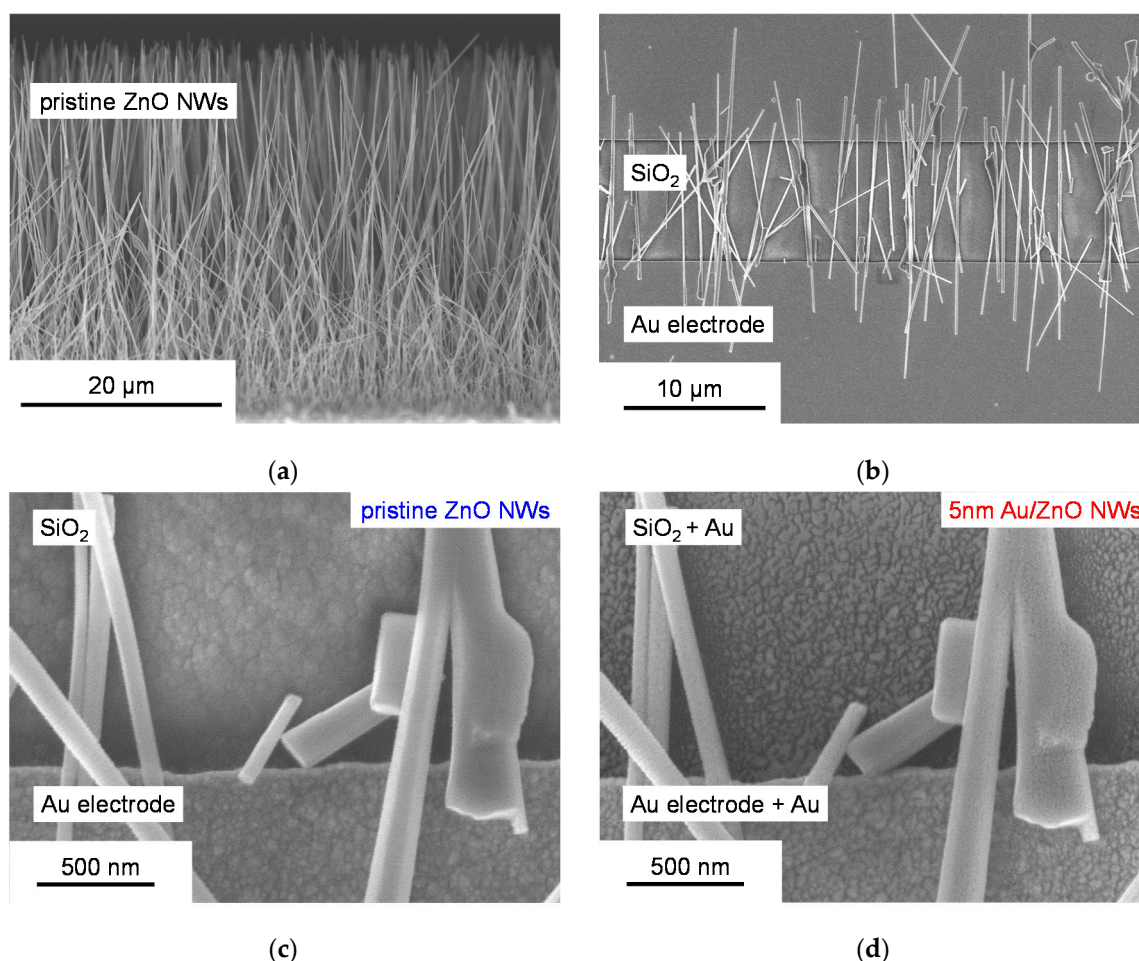 pristine ZnO NWs
20 µm
(a)
SiO₂
Au electrode
10 µm
(b)
SiO₂
pristine ZnO NWs
Au electrode
500 nm
(c)
SiO₂ + Au
5nm Au/ZnO NWs
Au electrode + Au
500 nm
(d)